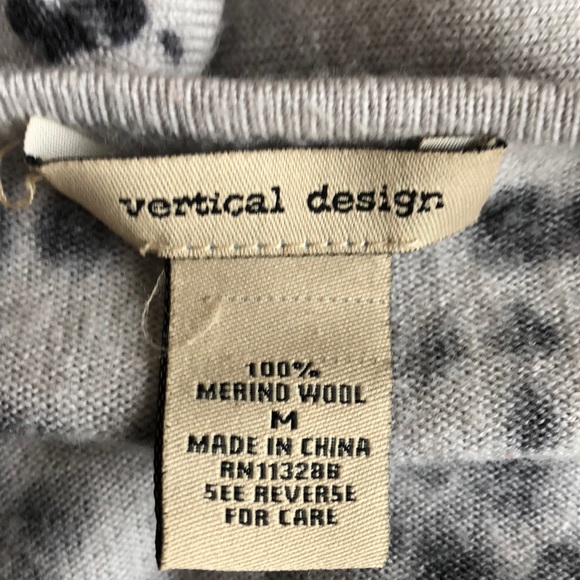 vertical design
100%
MERINO WOOL
M
MADE IN CHINA
RN113286
SEE REVERSE
FOR CARE